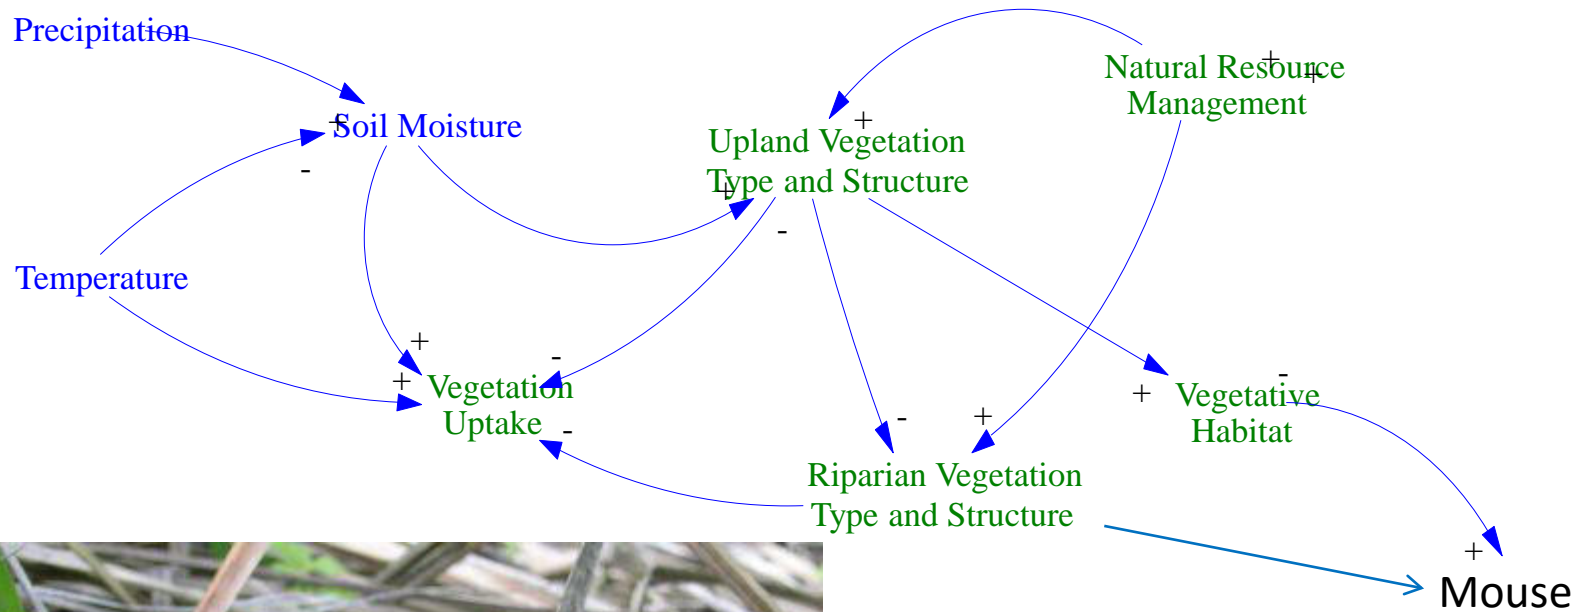 Precipitation
Natural Resource
Management
+
+
+
Soil Moisture
+
Upland Vegetation
Type and Structure
+
-
-
Temperature
+
-
-
+
Vegetation
Uptake
+
-
-
+
+
Vegetative
Habitat
Riparian Vegetation
Type and Structure
+
Mouse